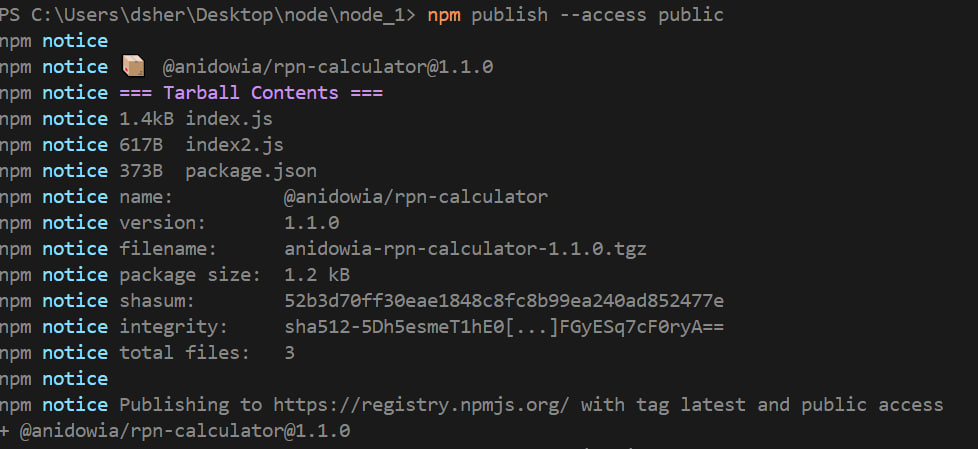 PS C:\Users\dsher\Desktop\node\node_1> npm publish --access public
npm notice
npm notice 📦 @anidowia/rpn-calculator@1.1.0
npm notice === Tarball Contents ===
npm notice 1.4kB index.js
npm notice 617B index2.js
npm notice 373B package.json
npm notice name: @anidowia/rpn-calculator
npm notice version: 1.1.0
npm notice filename: anidowia-rpn-calculator-1.1.0.tgz
npm notice package size: 1.2 kB
npm notice shasum: 52b3d70ff30eae1848c8fc8b99ea240ad852477e
npm notice integrity: sha512-5Dh5esmeT1hE0[...]FGyESq7cF0ryA==
npm notice total files: 3
npm notice
npm notice Publishing to https://registry.npmjs.org/ with tag latest and public access
+ @anidowia/rpn-calculator@1.1.0